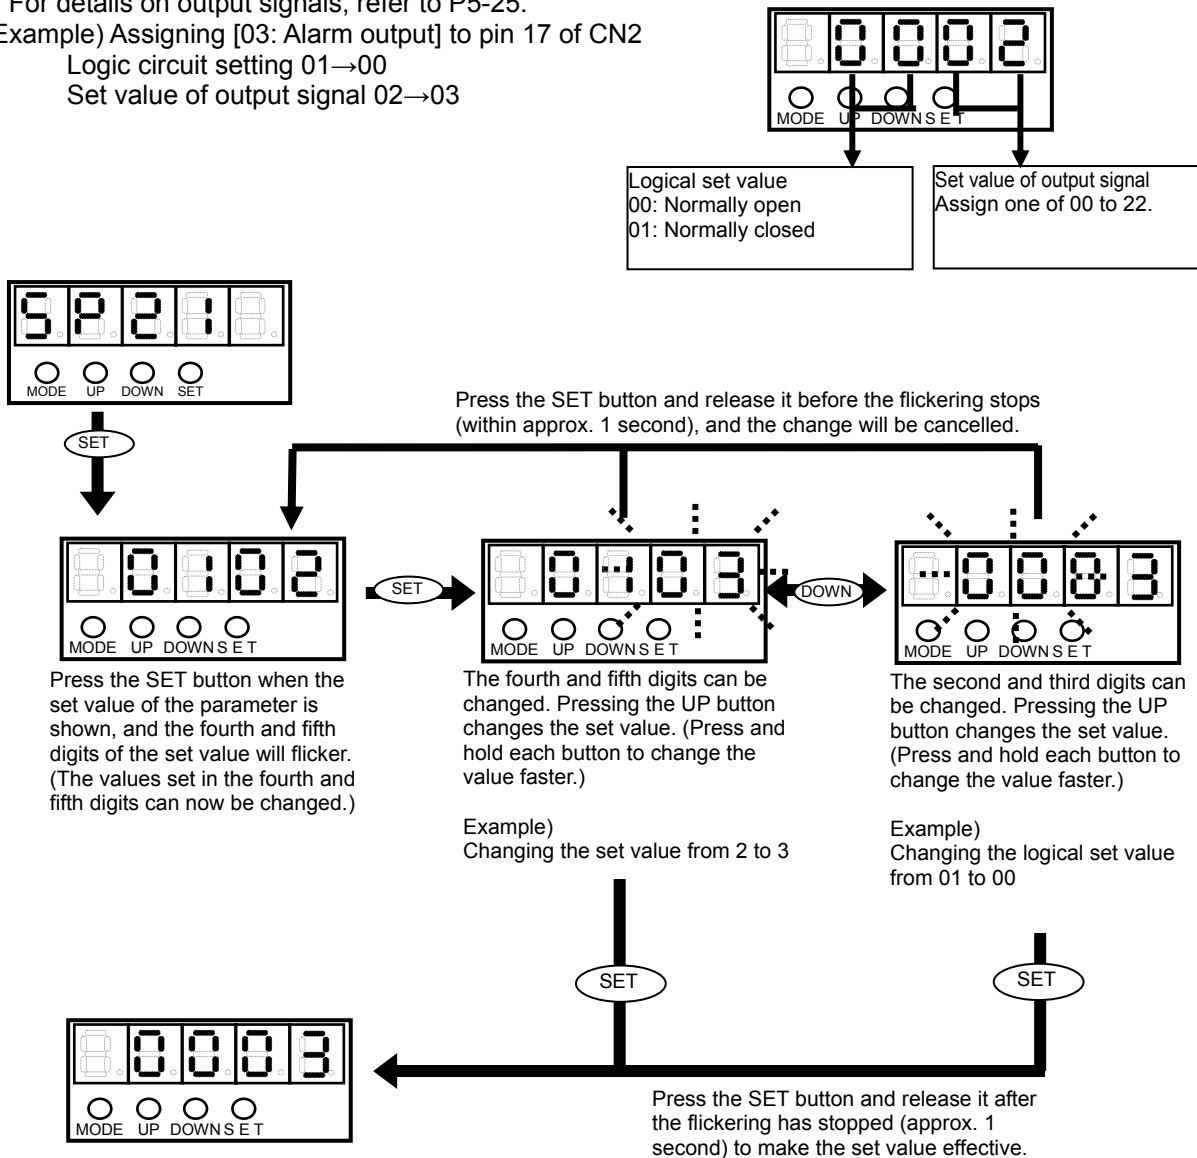 For details on output signals, refer to P5-25.
Example) Assigning [03: Alarm output] to pin 17 of CN2
Logic circuit setting 01→00
Set value of output signal 02→03
0002
MODE UP DOWN SET
Logical set value
00: Normally open
01: Normally closed
Set value of output signal
Assign one of 00 to 22.
SP21
MODE UP DOWN SET
SET
Press the SET button and release it before the flickering stops
(within approx. 1 second), and the change will be cancelled.
0102
MODE UP DOWN SET
SET
0103
MODE UP DOWN SET
DOWN
0003
MODE UP DOWN SET
Press the SET button when the
set value of the parameter is
shown, and the fourth and fifth
digits of the set value will flicker.
(The values set in the fourth and
fifth digits can now be changed.)
The fourth and fifth digits can be
changed. Pressing the UP button
changes the set value. (Press and
hold each button to change the
value faster.)
Example)
Changing the set value from 2 to 3
The second and third digits can
be changed. Pressing the UP
button changes the set value.
(Press and hold each button to
change the value faster.)
Example)
Changing the logical set value
from 01 to 00
SET
SET
0003
MODE UP DOWN SET
Press the SET button and release it after
the flickering has stopped (approx. 1
second) to make the set value effective.